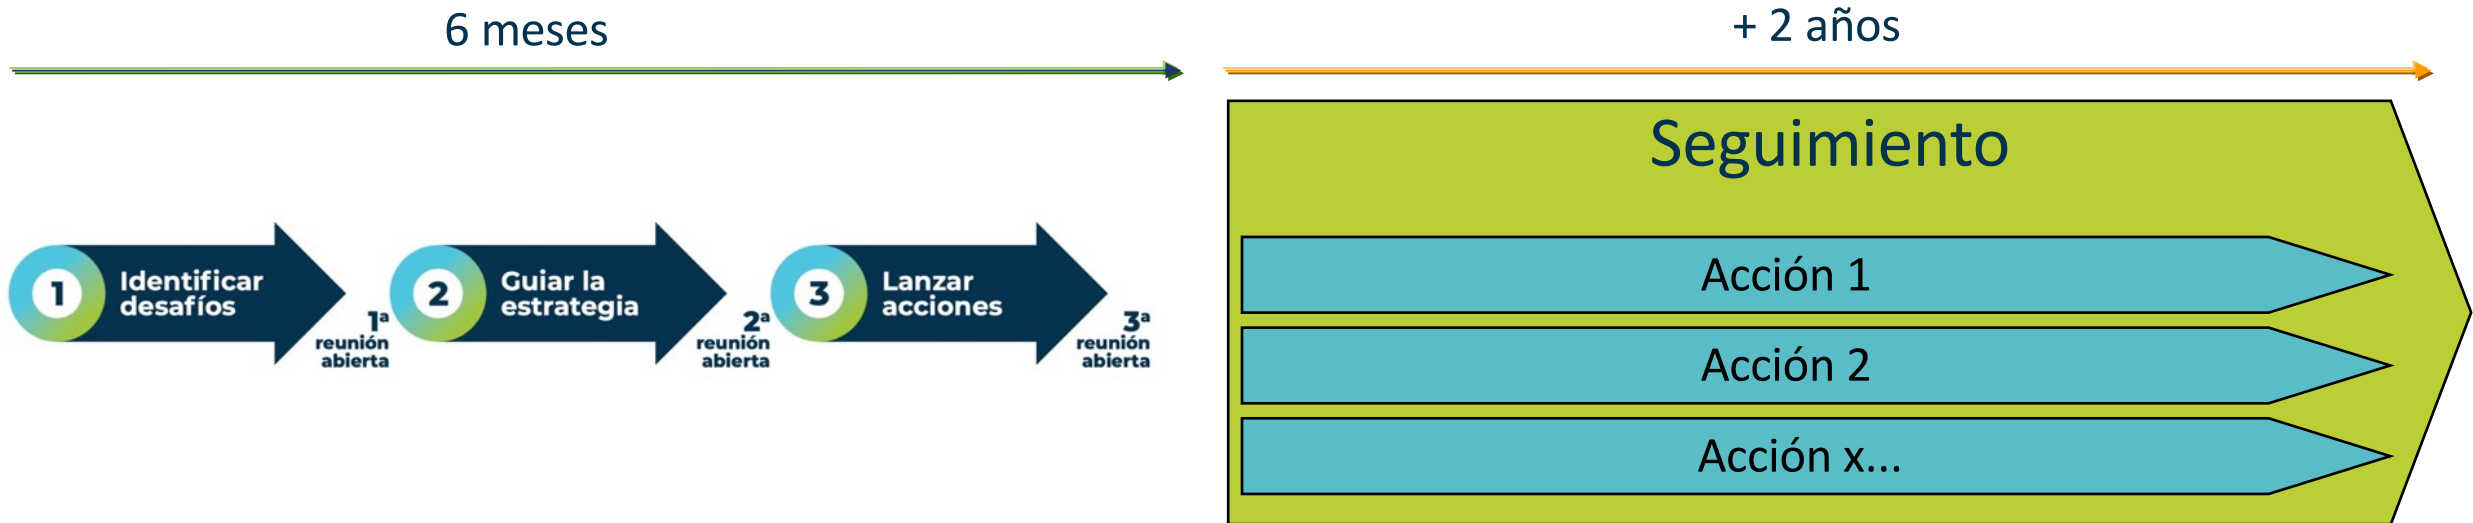 6 meses
+ 2 años
1
Identificar
desafíos
1ª
reunión
abierta
2
Guiar la
estrategia
2ª
reunión
abierta
3
Lanzar
acciones
3ª
reunión
abierta
Seguimiento
Acción 1
Acción 2
Acción x...